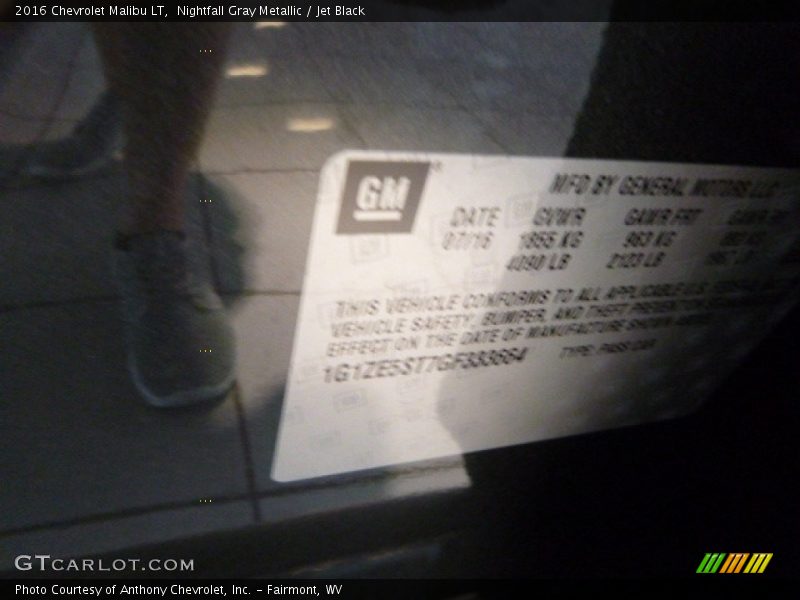 2016 Chevrolet Malibu LT,  Nightfall Gray Metallic / Jet Black
GM
MFD BY GENERAL MOTORS LLC
DATE GVWR GAWR FRT GAWR
07/16 1855 KG 963 KG
4090 LB 2123 LB
THIS VEHICLE CONFORMS TO ALL APPLICABLE U.S.
VEHICLE SAFETY, BUMPER, AND THEFT PREVENTION
EFFECT ON THE DATE OF MANUFACTURE SHOWN
1G1ZE5ST7GF333664 TYPE: PASS CAR
GTCARLOT.COM
Photo Courtesy of Anthony Chevrolet, Inc. – Fairmont, WV